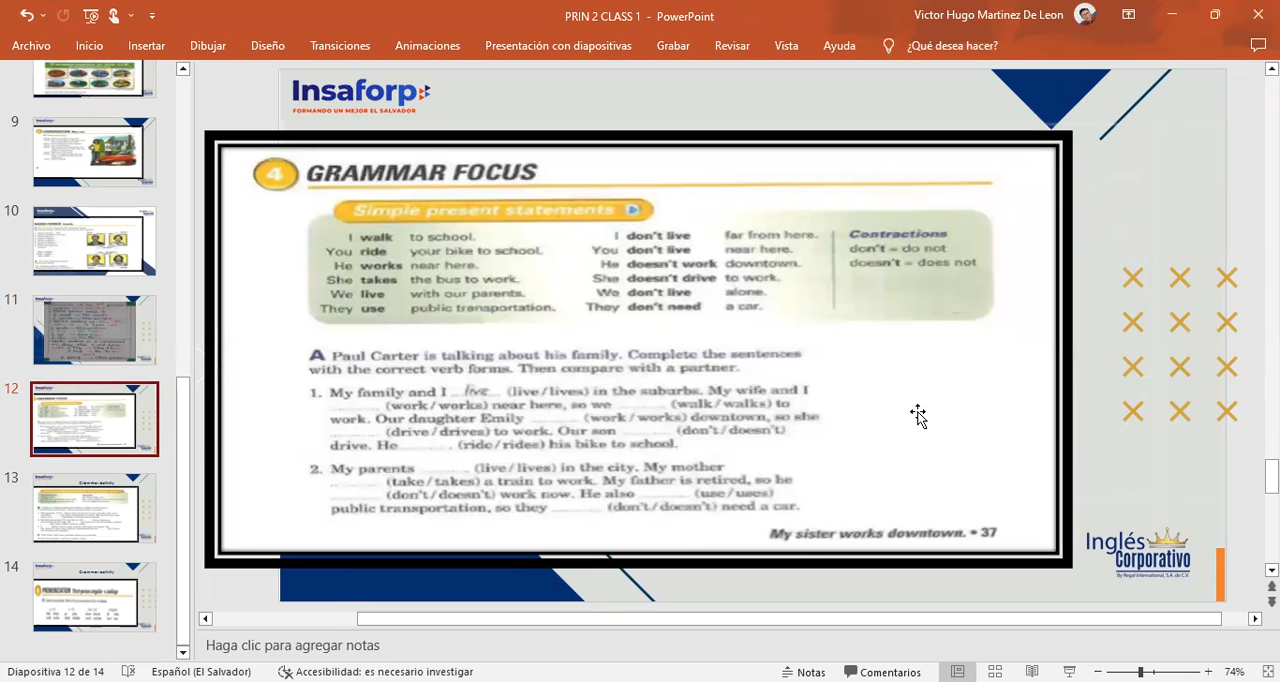 PRIN 2 CLASS 1 - PowerPoint
Victor Hugo Martinez De Leon
Archivo Inicio Insertar Dibujar Diseño Transiciones Animaciones Presentación con diapositivas Grabar Revisar Vista Ayuda ¿Qué desea hacer?
9
10
11
12
13
14
Insaforp
FORMANDO UN MEJOR EL SALVADOR
4 GRAMMAR FOCUS
Simple present statements
I walk to school. I don't live far from here. Contractions
You ride your bike to school. You don't live near here. don't = do not
He works near here. He doesn't work downtown. doesn't = does not
She takes the bus to work. She doesn't drive to work.
We live with our parents. We don't live alone.
They use public transportation. They don't need a car.
A Paul Carter is talking about his family. Complete the sentences
with the correct verb forms. Then compare with a partner.
1. My family and I live (live/lives) in the suburbs. My wife and I
(work/works) near here, so we (walk/walks) to
work. Our daughter Emily (work/works) downtown, so she
(drive/drives) to work. Our son (don't/doesn't)
drive. He (ride/rides) his bike to school.
2. My parents (live/lives) in the city. My mother
(take/takes) a train to work. My father is retired, so he
(don't/doesn't) work now. He also (use/uses)
public transportation, so they (don't/doesn't) need a car.
My sister works downtown. • 37
Inglés
Corporativo
By Regal International, S.A. de C.V.
Haga clic para agregar notas
Diapositiva 12 de 14 Español (El Salvador) Accesibilidad: es necesario investigar Notas Comentarios 74%